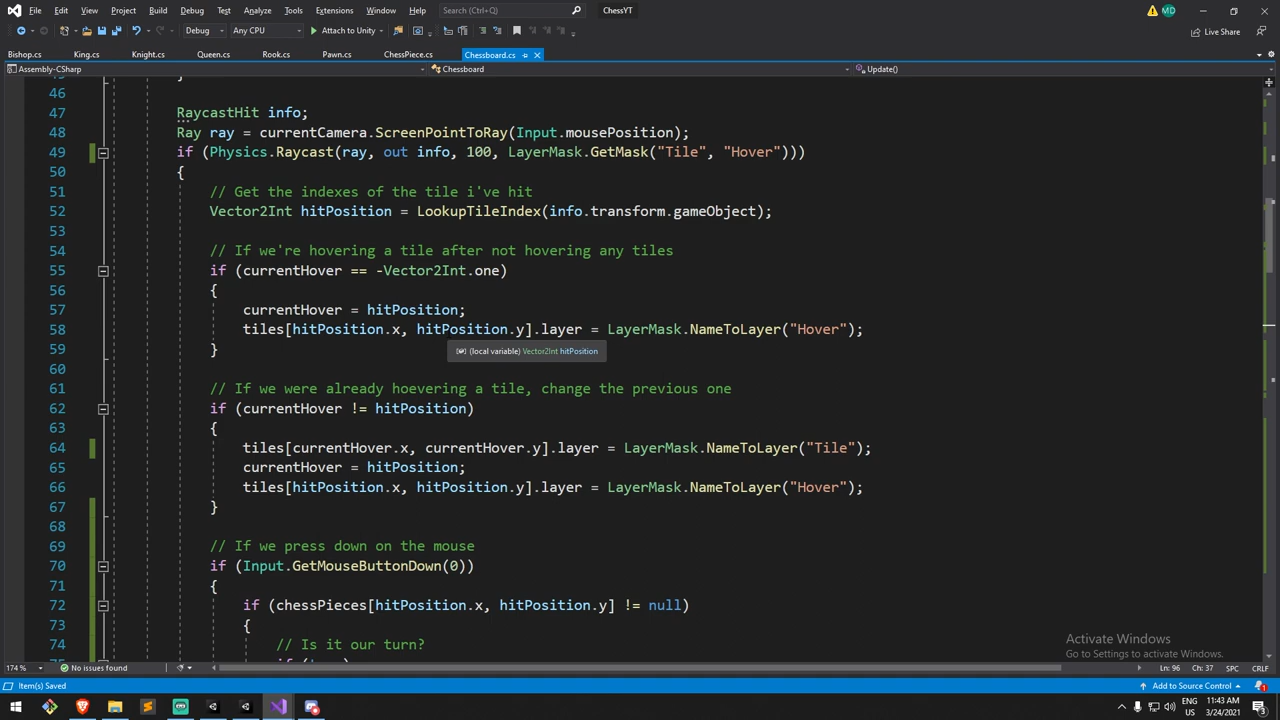 File Edit View Project Build Debug Test Analyze Tools Extensions Window Help Search (Ctrl+Q) ChessYT MD
Debug Any CPU Attach to Unity Live Share
Bishop.cs King.cs Knight.cs Queen.cs Rook.cs Pawn.cs ChessPiece.cs Chessboard.cs
Assembly-CSharp Chessboard Update()
46
47 RaycastHit info;
48 Ray ray = currentCamera.ScreenPointToRay(Input.mousePosition);
49 if (Physics.Raycast(ray, out info, 100, LayerMask.GetMask("Tile", "Hover")))
50 {
51 // Get the indexes of the tile i've hit
52 Vector2Int hitPosition = LookupTileIndex(info.transform.gameObject);
53
54 // If we're hovering a tile after not hovering any tiles
55 if (currentHover == -Vector2Int.one)
56 {
57 currentHover = hitPosition;
58 tiles[hitPosition.x, hitPosition.y].layer = LayerMask.NameToLayer("Hover");
(local variable) Vector2Int hitPosition
59 }
60
61 // If we were already hoevering a tile, change the previous one
62 if (currentHover != hitPosition)
63 {
64 tiles[currentHover.x, currentHover.y].layer = LayerMask.NameToLayer("Tile");
65 currentHover = hitPosition;
66 tiles[hitPosition.x, hitPosition.y].layer = LayerMask.NameToLayer("Hover");
67 }
68
69 // If we press down on the mouse
70 if (Input.GetMouseButtonDown(0))
71 {
72 if (chessPieces[hitPosition.x, hitPosition.y] != null)
73 {
74 // Is it our turn?
Activate Windows
Go to Settings to activate Windows.
174 % No issues found Ln: 96 Ch: 37 SPC CRLF
Item(s) Saved Add to Source Control 1
ENG 11:43 AM
US 3/24/2021 3